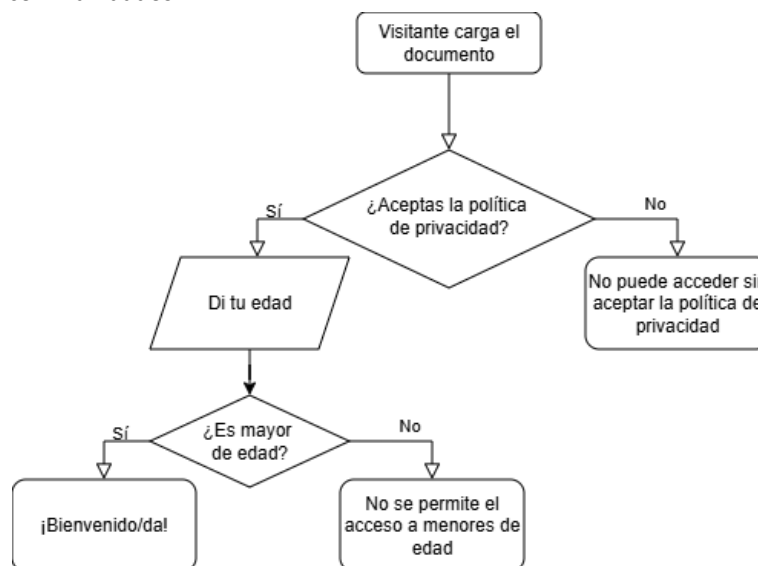 Visitante carga el
documento
¿Aceptas la política
de privacidad?
Sí
No
Di tu edad
No puede acceder
aceptar la política
privacidad
¿Es mayor
de edad?
Sí
No
¡Bienvenido/da!
No se permite el
acceso a menores de
edad